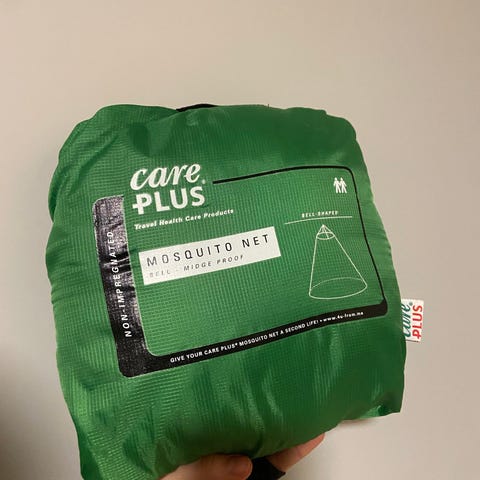 care®
PLUS
Travel Health Care Products
NON-IMPREGNATED
MOSQUITO NET
BELL - MIDGE PROOF
BELL-SHAPED
GIVE YOUR CARE PLUS® MOSQUITO NET A SECOND LIFE! • www.4u-from.me
care
PLUS